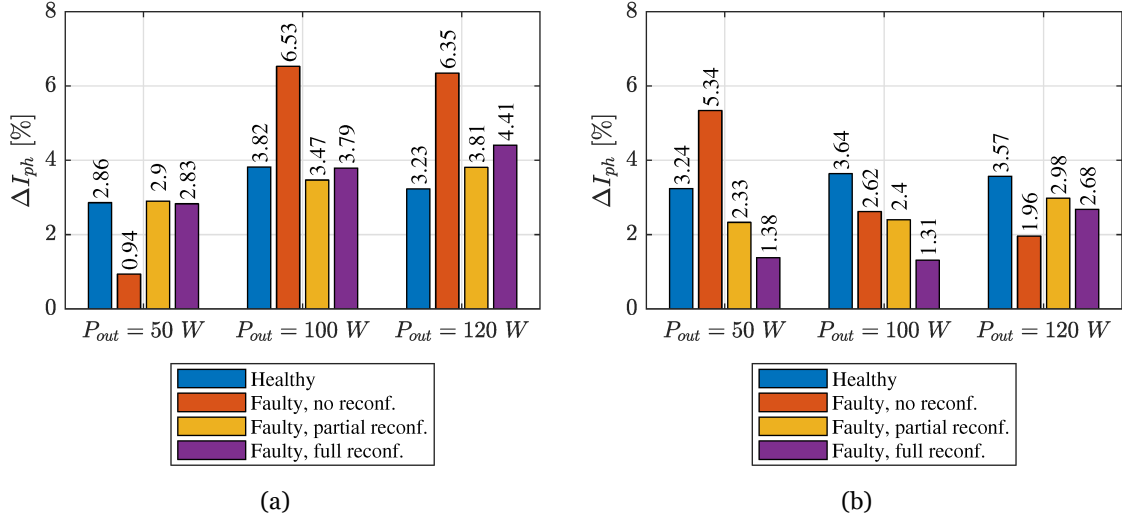 8
6
4
2
0
ΔI_ph [%]
2.86
0.94
2.9
2.83
3.82
6.53
3.47
3.79
3.23
6.35
3.81
4.41
P_out = 50 W
P_out = 100 W
P_out = 120 W
Healthy
Faulty, no reconf.
Faulty, partial reconf.
Faulty, full reconf.
(a)
8
6
4
2
0
ΔI_ph [%]
3.24
5.34
2.33
1.38
3.64
2.62
2.4
1.31
3.57
1.96
2.98
2.68
P_out = 50 W
P_out = 100 W
P_out = 120 W
Healthy
Faulty, no reconf.
Faulty, partial reconf.
Faulty, full reconf.
(b)